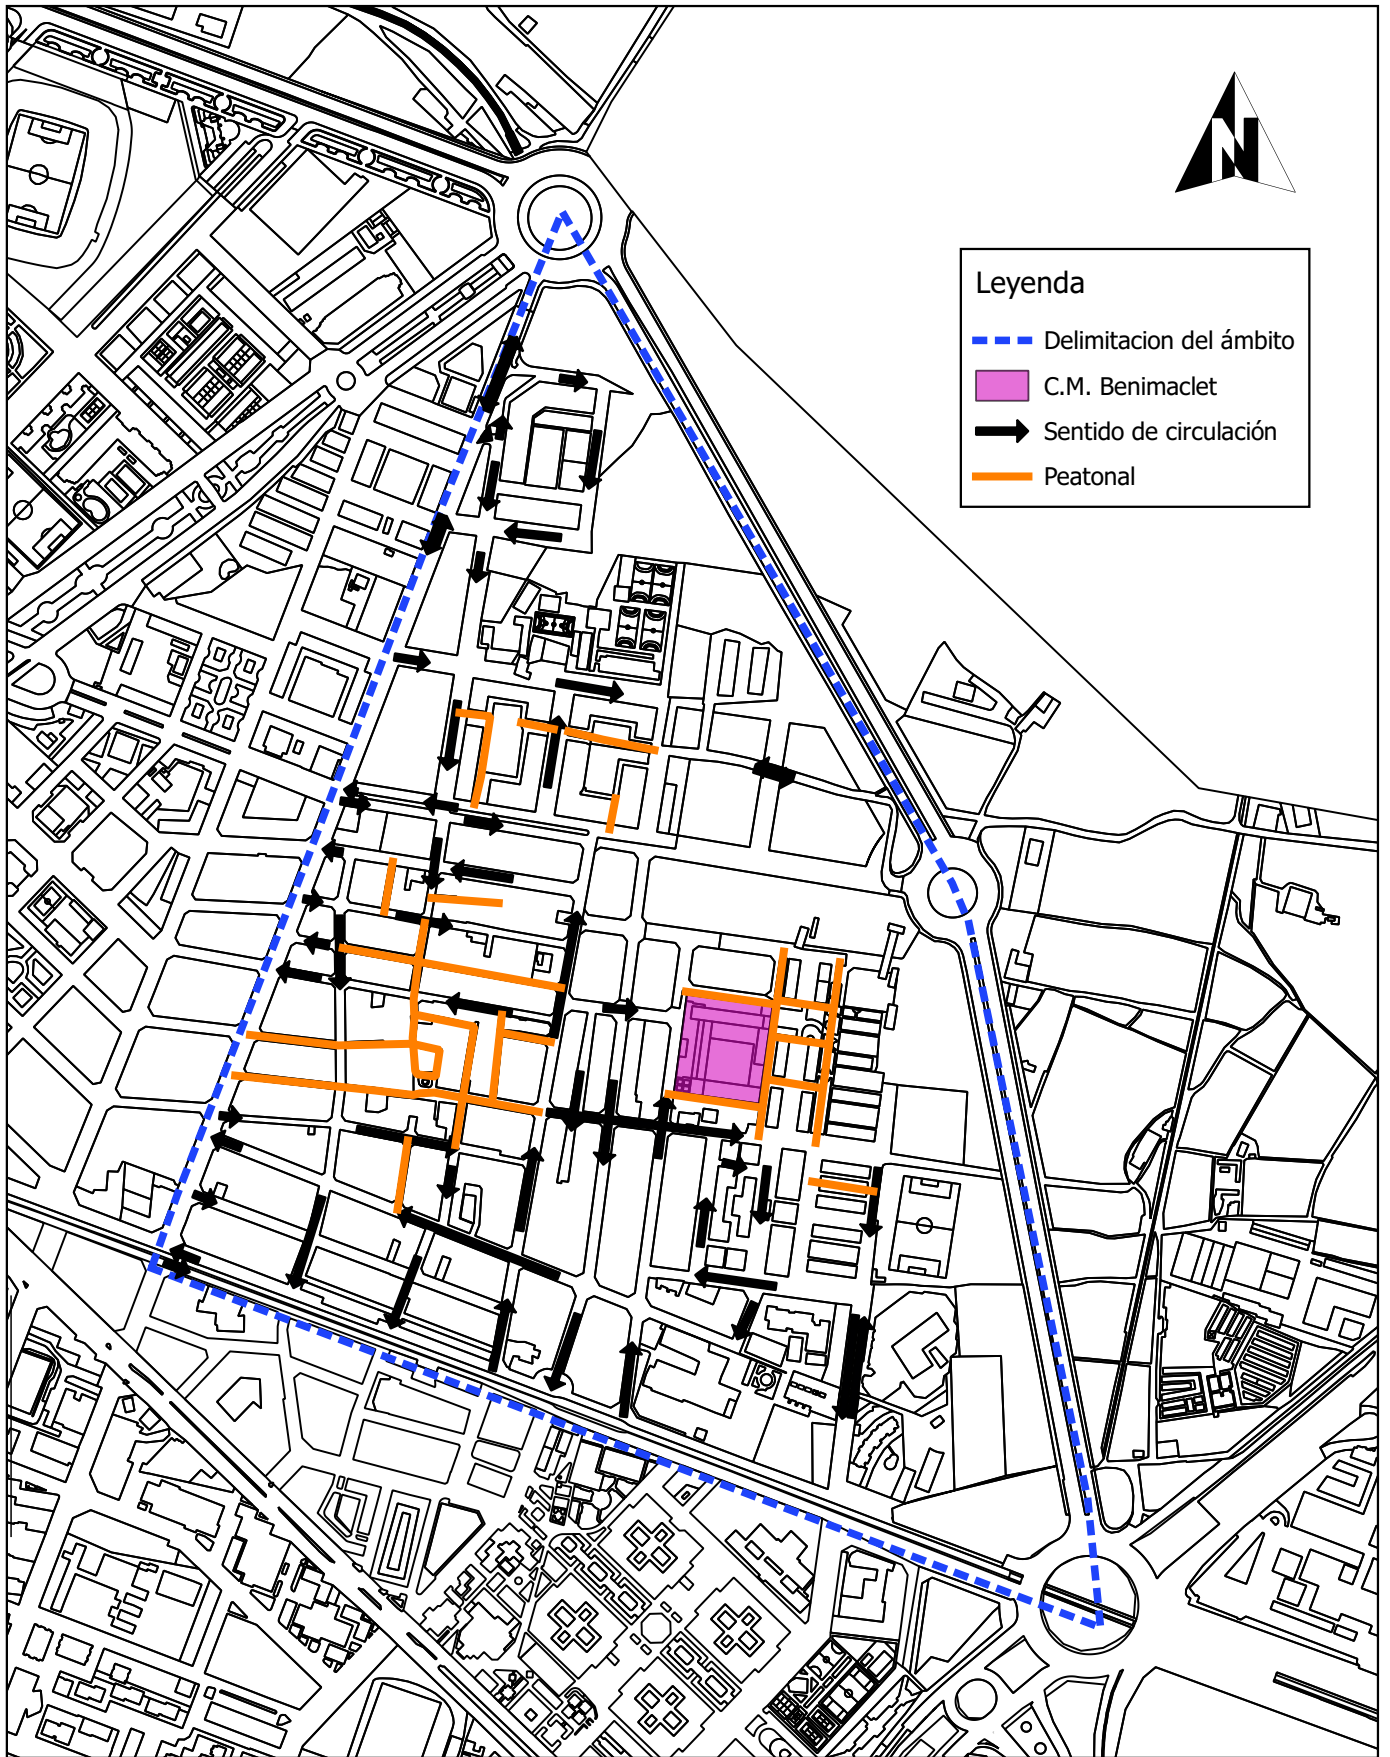 N
Leyenda
Delimitacion del ámbito
C.M. Benimaclet
Sentido de circulación
Peatonal